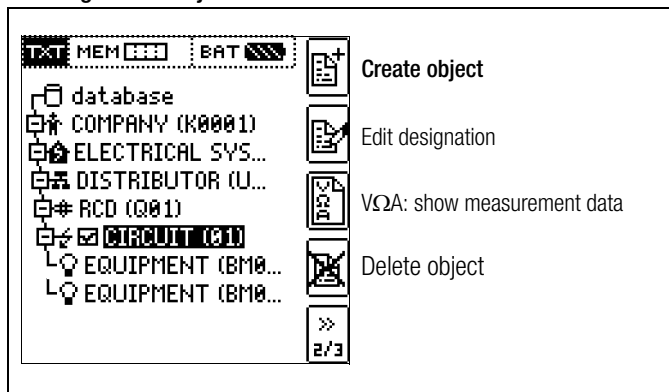 TXT MEM BAT
Create object
database
COMPANY (K0001)
Edit designation
ELECTRICAL SYS...
DISTRIBUTOR (U...
VΩA: show measurement data
VΩA
RCD (Q01)
CIRCUIT (01)
EQUIPMENT (BM0...
Delete object
EQUIPMENT (BM0...
»
2/3